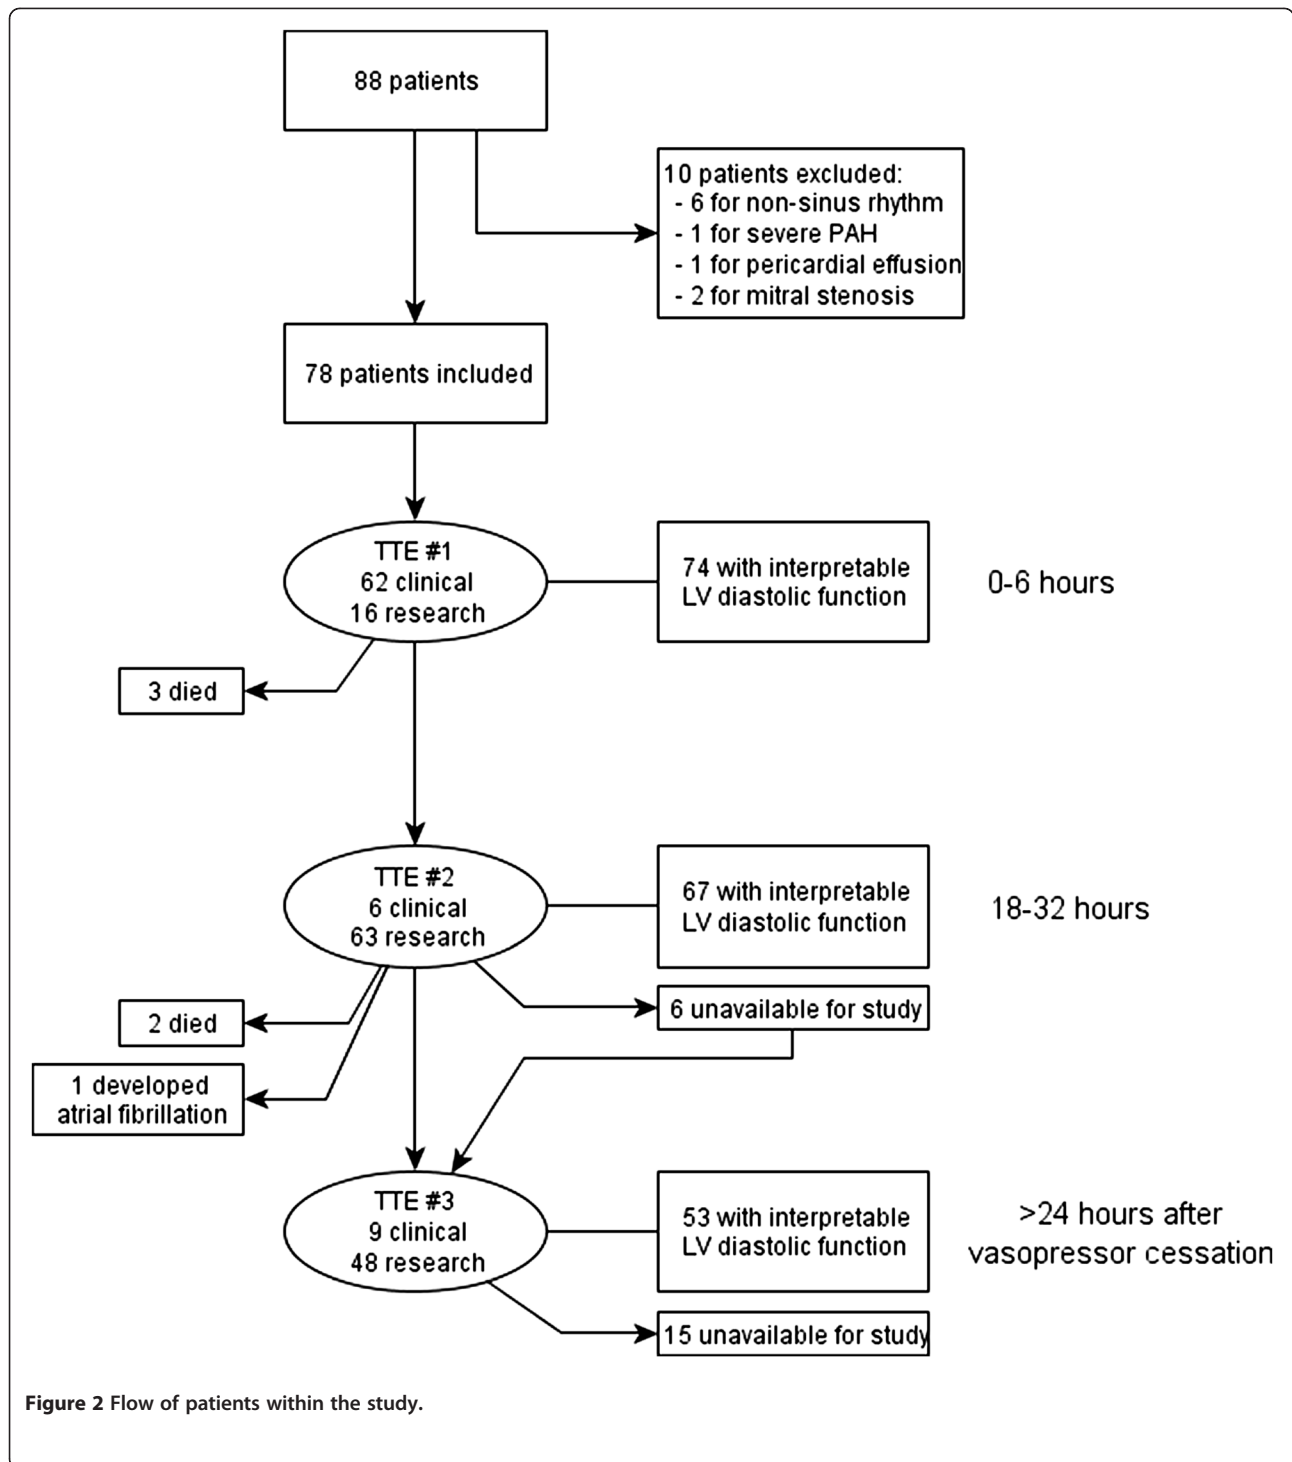 88 patients
10 patients excluded:
- 6 for non-sinus rhythm
- 1 for severe PAH
- 1 for pericardial effusion
- 2 for mitral stenosis
78 patients included
TTE #1
62 clinical
16 research
74 with interpretable
LV diastolic function
0-6 hours
3 died
TTE #2
6 clinical
63 research
67 with interpretable
LV diastolic function
18-32 hours
2 died
6 unavailable for study
1 developed
atrial fibrillation
TTE #3
9 clinical
48 research
53 with interpretable
LV diastolic function
>24 hours after
vasopressor cessation
15 unavailable for study
Figure 2 Flow of patients within the study.